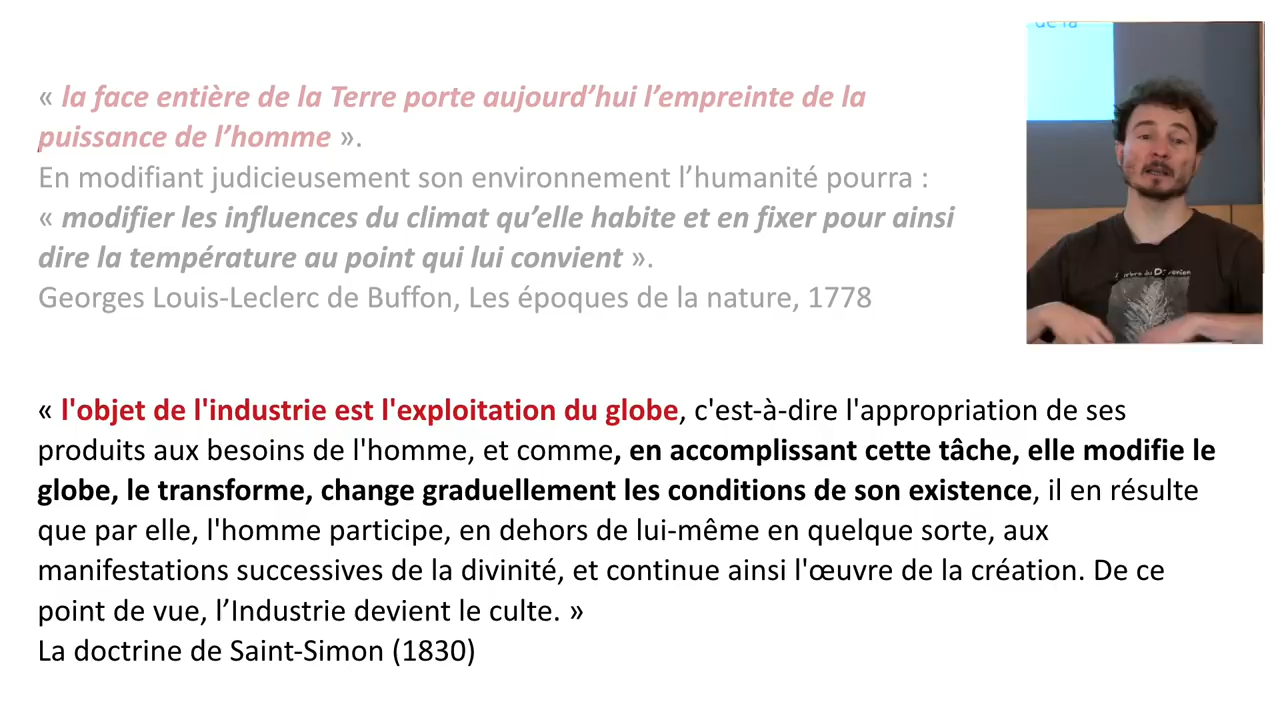 « la face entière de la Terre porte aujourd’hui l’empreinte de la
puissance de l’homme ».
En modifiant judicieusement son environnement l’humanité pourra :
« modifier les influences du climat qu’elle habite et en fixer pour ainsi
dire la température au point qui lui convient ».
Georges Louis-Leclerc de Buffon, Les époques de la nature, 1778
de la
« l'objet de l'industrie est l'exploitation du globe, c'est-à-dire l'appropriation de ses
produits aux besoins de l'homme, et comme, en accomplissant cette tâche, elle modifie le
globe, le transforme, change graduellement les conditions de son existence, il en résulte
que par elle, l'homme participe, en dehors de lui-même en quelque sorte, aux
manifestations successives de la divinité, et continue ainsi l'œuvre de la création. De ce
point de vue, l’Industrie devient le culte. »
La doctrine de Saint-Simon (1830)